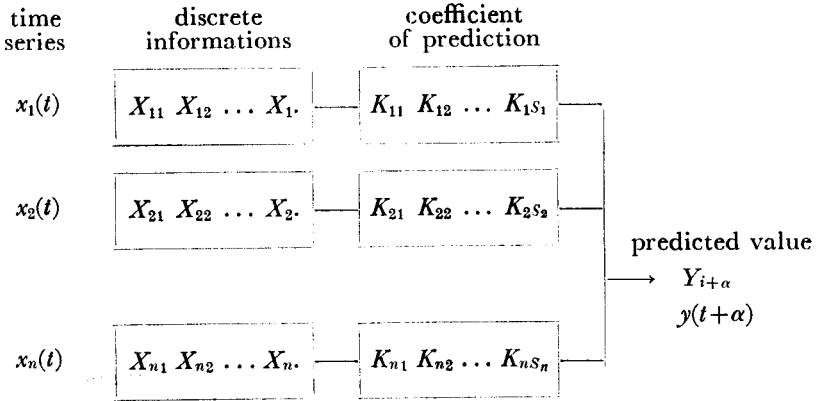 time series
discrete informations
coefficient of prediction
x₁(t)
X₁₁ X₁₂ ... X₁.
K₁₁ K₁₂ ... K₁S₁
x₂(t)
X₂₁ X₂₂ ... X₂.
K₂₁ K₂₂ ... K₂S₂
predicted value
Yᵢ₊α
y(t+α)
xₙ(t)
Xₙ₁ Xₙ₂ ... Xₙ.
Kₙ₁ Kₙ₂ ... KₙSₙ